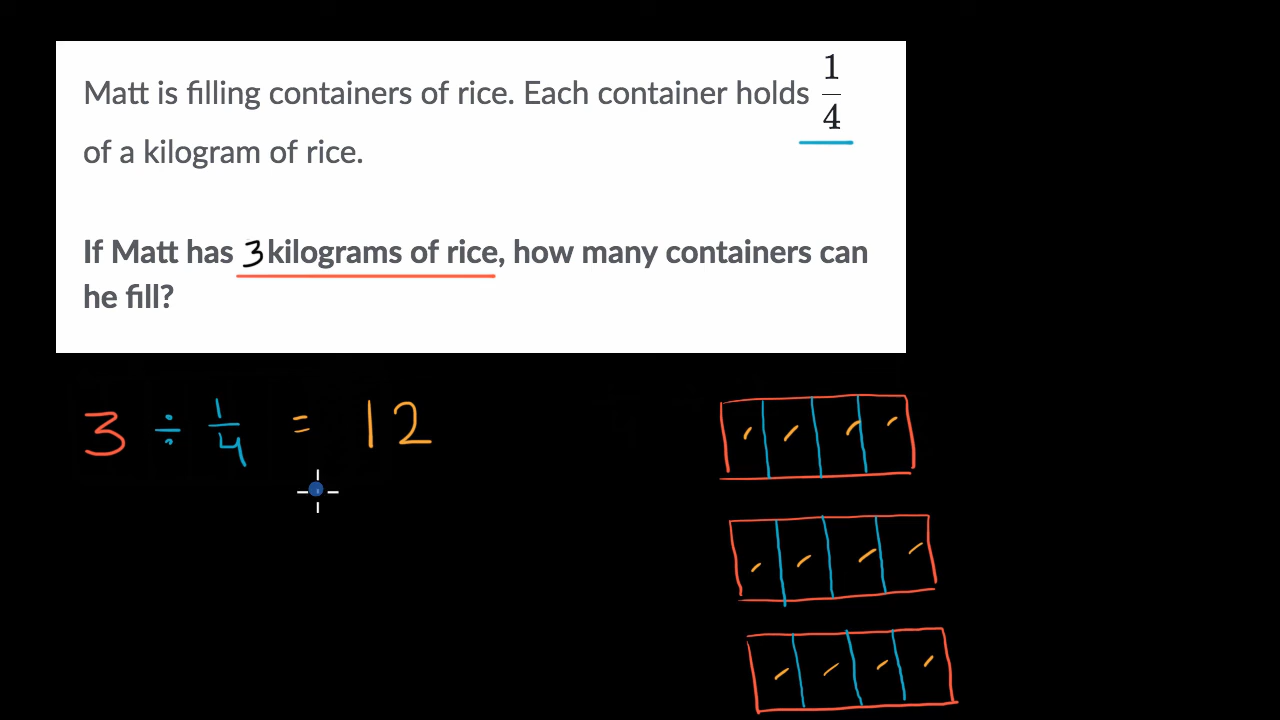 Matt is filling containers of rice. Each container holds 1/4
of a kilogram of rice.
If Matt has 3 kilograms of rice, how many containers can
he fill?
3 ÷ 1/4 = 12